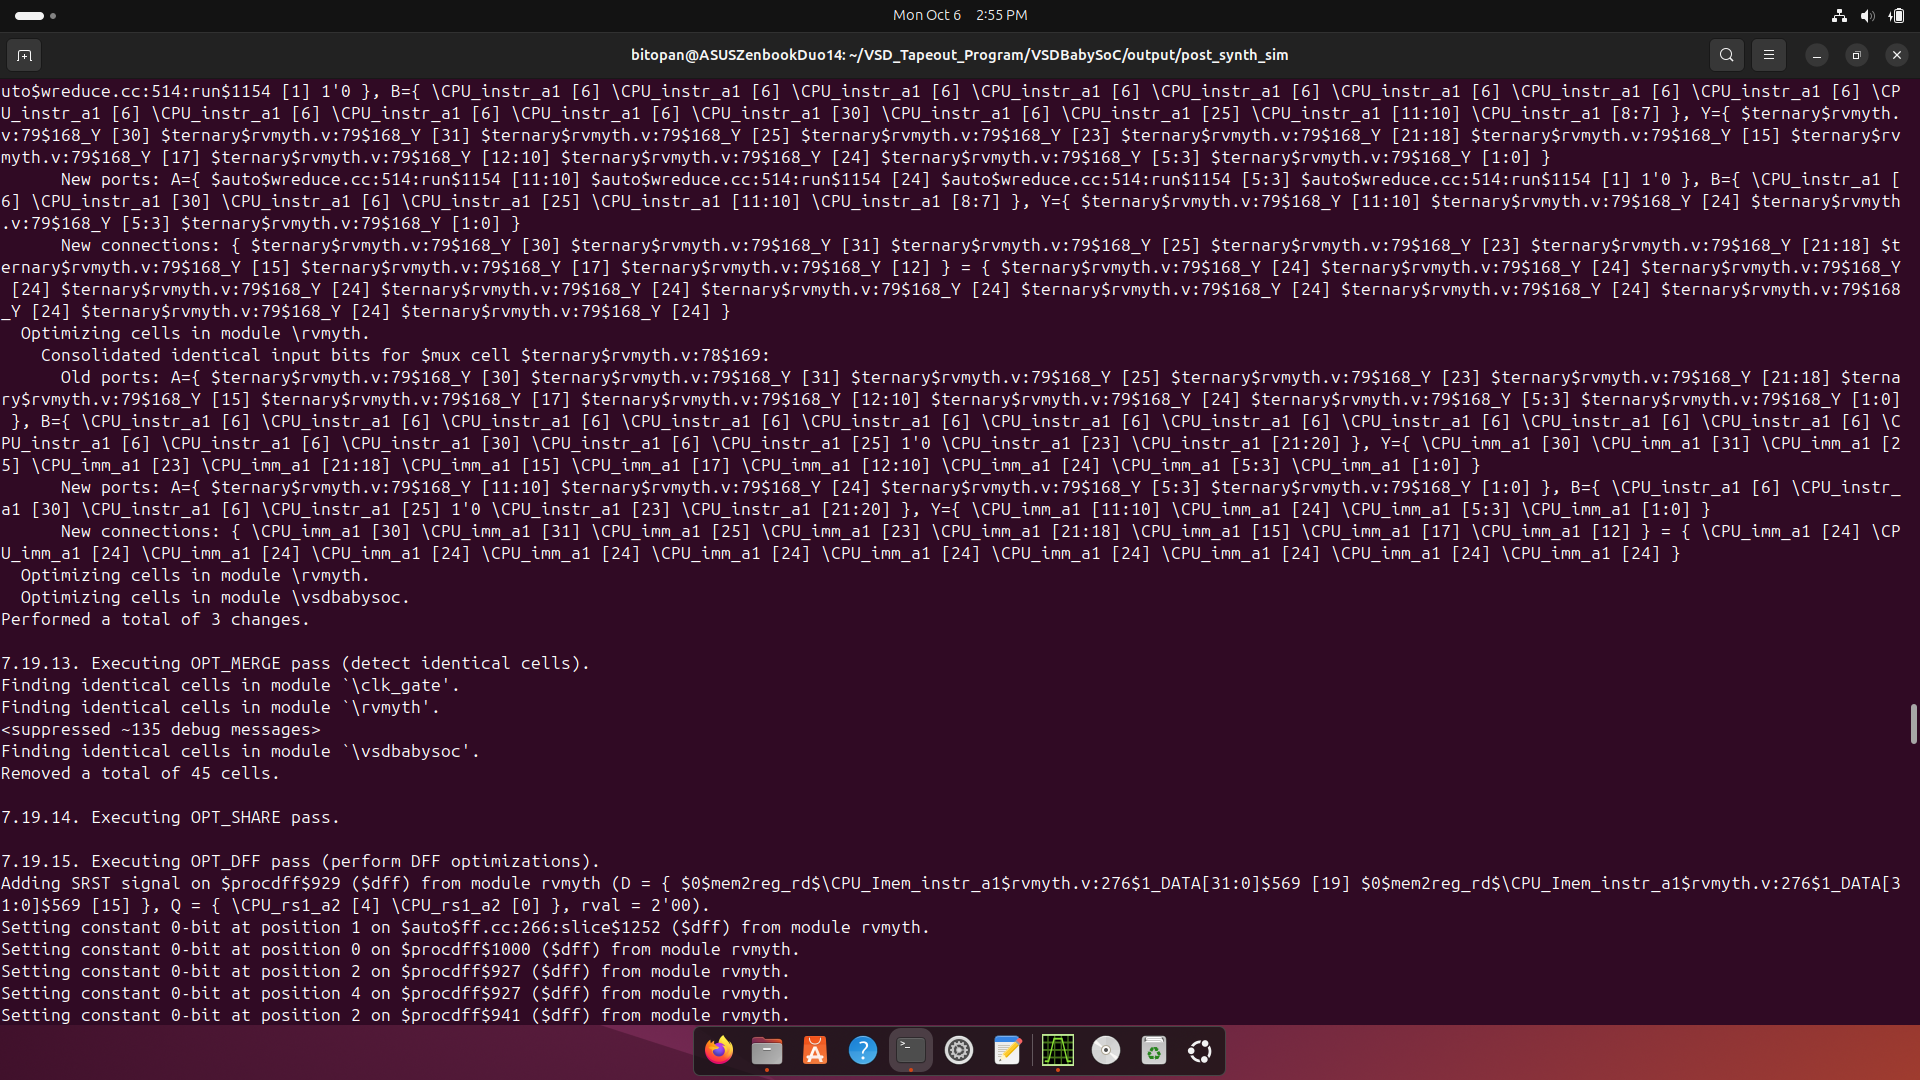 Mon Oct 6 2:55 PM
bitopan@ASUSZenbookDuo14: ~/VSD_Tapeout_Program/VSDBabySoC/output/post_synth_sim
uto$wreduce.cc:514:run$1154 [1] 1'0 }, B={ \CPU_instr_a1 [6] \CPU_instr_a1 [6] \CPU_instr_a1 [6] \CPU_instr_a1 [6] \CPU_instr_a1 [6] \CPU_instr_a1 [6] \CPU_instr_a1 [6] \CPU_instr_a1 [6] \CP
U_instr_a1 [6] \CPU_instr_a1 [6] \CPU_instr_a1 [6] \CPU_instr_a1 [6] \CPU_instr_a1 [30] \CPU_instr_a1 [6] \CPU_instr_a1 [25] \CPU_instr_a1 [11:10] \CPU_instr_a1 [8:7] }, Y={ $ternary$rvmyth.
v:79$168_Y [30] $ternary$rvmyth.v:79$168_Y [31] $ternary$rvmyth.v:79$168_Y [25] $ternary$rvmyth.v:79$168_Y [23] $ternary$rvmyth.v:79$168_Y [21:18] $ternary$rvmyth.v:79$168_Y [15] $ternary$rv
myth.v:79$168_Y [17] $ternary$rvmyth.v:79$168_Y [12:10] $ternary$rvmyth.v:79$168_Y [24] $ternary$rvmyth.v:79$168_Y [5:3] $ternary$rvmyth.v:79$168_Y [1:0] }
New ports: A={ $auto$wreduce.cc:514:run$1154 [11:10] $auto$wreduce.cc:514:run$1154 [24] $auto$wreduce.cc:514:run$1154 [5:3] $auto$wreduce.cc:514:run$1154 [1] 1'0 }, B={ \CPU_instr_a1 [
6] \CPU_instr_a1 [30] \CPU_instr_a1 [6] \CPU_instr_a1 [25] \CPU_instr_a1 [11:10] \CPU_instr_a1 [8:7] }, Y={ $ternary$rvmyth.v:79$168_Y [11:10] $ternary$rvmyth.v:79$168_Y [24] $ternary$rvmyth
.v:79$168_Y [5:3] $ternary$rvmyth.v:79$168_Y [1:0] }
New connections: { $ternary$rvmyth.v:79$168_Y [30] $ternary$rvmyth.v:79$168_Y [31] $ternary$rvmyth.v:79$168_Y [25] $ternary$rvmyth.v:79$168_Y [23] $ternary$rvmyth.v:79$168_Y [21:18] $t
ernary$rvmyth.v:79$168_Y [15] $ternary$rvmyth.v:79$168_Y [17] $ternary$rvmyth.v:79$168_Y [12] } = { $ternary$rvmyth.v:79$168_Y [24] $ternary$rvmyth.v:79$168_Y [24] $ternary$rvmyth.v:79$168_Y
[24] $ternary$rvmyth.v:79$168_Y [24] $ternary$rvmyth.v:79$168_Y [24] $ternary$rvmyth.v:79$168_Y [24] $ternary$rvmyth.v:79$168_Y [24] $ternary$rvmyth.v:79$168_Y [24] $ternary$rvmyth.v:79$168
_Y [24] $ternary$rvmyth.v:79$168_Y [24] $ternary$rvmyth.v:79$168_Y [24] }
Optimizing cells in module \rvmyth.
Consolidated identical input bits for $mux cell $ternary$rvmyth.v:78$169:
Old ports: A={ $ternary$rvmyth.v:79$168_Y [30] $ternary$rvmyth.v:79$168_Y [31] $ternary$rvmyth.v:79$168_Y [25] $ternary$rvmyth.v:79$168_Y [23] $ternary$rvmyth.v:79$168_Y [21:18] $terna
ry$rvmyth.v:79$168_Y [15] $ternary$rvmyth.v:79$168_Y [17] $ternary$rvmyth.v:79$168_Y [12:10] $ternary$rvmyth.v:79$168_Y [24] $ternary$rvmyth.v:79$168_Y [5:3] $ternary$rvmyth.v:79$168_Y [1:0]
}, B={ \CPU_instr_a1 [6] \CPU_instr_a1 [6] \CPU_instr_a1 [6] \CPU_instr_a1 [6] \CPU_instr_a1 [6] \CPU_instr_a1 [6] \CPU_instr_a1 [6] \CPU_instr_a1 [6] \CPU_instr_a1 [6] \CPU_instr_a1 [6] \C
PU_instr_a1 [6] \CPU_instr_a1 [6] \CPU_instr_a1 [30] \CPU_instr_a1 [6] \CPU_instr_a1 [25] 1'0 \CPU_instr_a1 [23] \CPU_instr_a1 [21:20] }, Y={ \CPU_imm_a1 [30] \CPU_imm_a1 [31] \CPU_imm_a1 [2
5] \CPU_imm_a1 [23] \CPU_imm_a1 [21:18] \CPU_imm_a1 [15] \CPU_imm_a1 [17] \CPU_imm_a1 [12:10] \CPU_imm_a1 [24] \CPU_imm_a1 [5:3] \CPU_imm_a1 [1:0] }
New ports: A={ $ternary$rvmyth.v:79$168_Y [11:10] $ternary$rvmyth.v:79$168_Y [24] $ternary$rvmyth.v:79$168_Y [5:3] $ternary$rvmyth.v:79$168_Y [1:0] }, B={ \CPU_instr_a1 [6] \CPU_instr_
a1 [30] \CPU_instr_a1 [6] \CPU_instr_a1 [25] 1'0 \CPU_instr_a1 [23] \CPU_instr_a1 [21:20] }, Y={ \CPU_imm_a1 [11:10] \CPU_imm_a1 [24] \CPU_imm_a1 [5:3] \CPU_imm_a1 [1:0] }
New connections: { \CPU_imm_a1 [30] \CPU_imm_a1 [31] \CPU_imm_a1 [25] \CPU_imm_a1 [23] \CPU_imm_a1 [21:18] \CPU_imm_a1 [15] \CPU_imm_a1 [17] \CPU_imm_a1 [12] } = { \CPU_imm_a1 [24] \CP
U_imm_a1 [24] \CPU_imm_a1 [24] \CPU_imm_a1 [24] \CPU_imm_a1 [24] \CPU_imm_a1 [24] \CPU_imm_a1 [24] \CPU_imm_a1 [24] \CPU_imm_a1 [24] \CPU_imm_a1 [24] \CPU_imm_a1 [24] }
Optimizing cells in module \rvmyth.
Optimizing cells in module \vsdbabysoc.
Performed a total of 3 changes.
7.19.13. Executing OPT_MERGE pass (detect identical cells).
Finding identical cells in module `\clk_gate'.
Finding identical cells in module `\rvmyth'.
<suppressed ~135 debug messages>
Finding identical cells in module `\vsdbabysoc'.
Removed a total of 45 cells.
7.19.14. Executing OPT_SHARE pass.
7.19.15. Executing OPT_DFF pass (perform DFF optimizations).
Adding SRST signal on $procdff$929 ($dff) from module rvmyth (D = { $0$mem2reg_rd$\CPU_Imem_instr_a1$rvmyth.v:276$1_DATA[31:0]$569 [19] $0$mem2reg_rd$\CPU_Imem_instr_a1$rvmyth.v:276$1_DATA[3
1:0]$569 [15] }, Q = { \CPU_rs1_a2 [4] \CPU_rs1_a2 [0] }, rval = 2'00).
Setting constant 0-bit at position 1 on $auto$ff.cc:266:slice$1252 ($dff) from module rvmyth.
Setting constant 0-bit at position 0 on $procdff$1000 ($dff) from module rvmyth.
Setting constant 0-bit at position 2 on $procdff$927 ($dff) from module rvmyth.
Setting constant 0-bit at position 4 on $procdff$927 ($dff) from module rvmyth.
Setting constant 0-bit at position 2 on $procdff$941 ($dff) from module rvmyth.